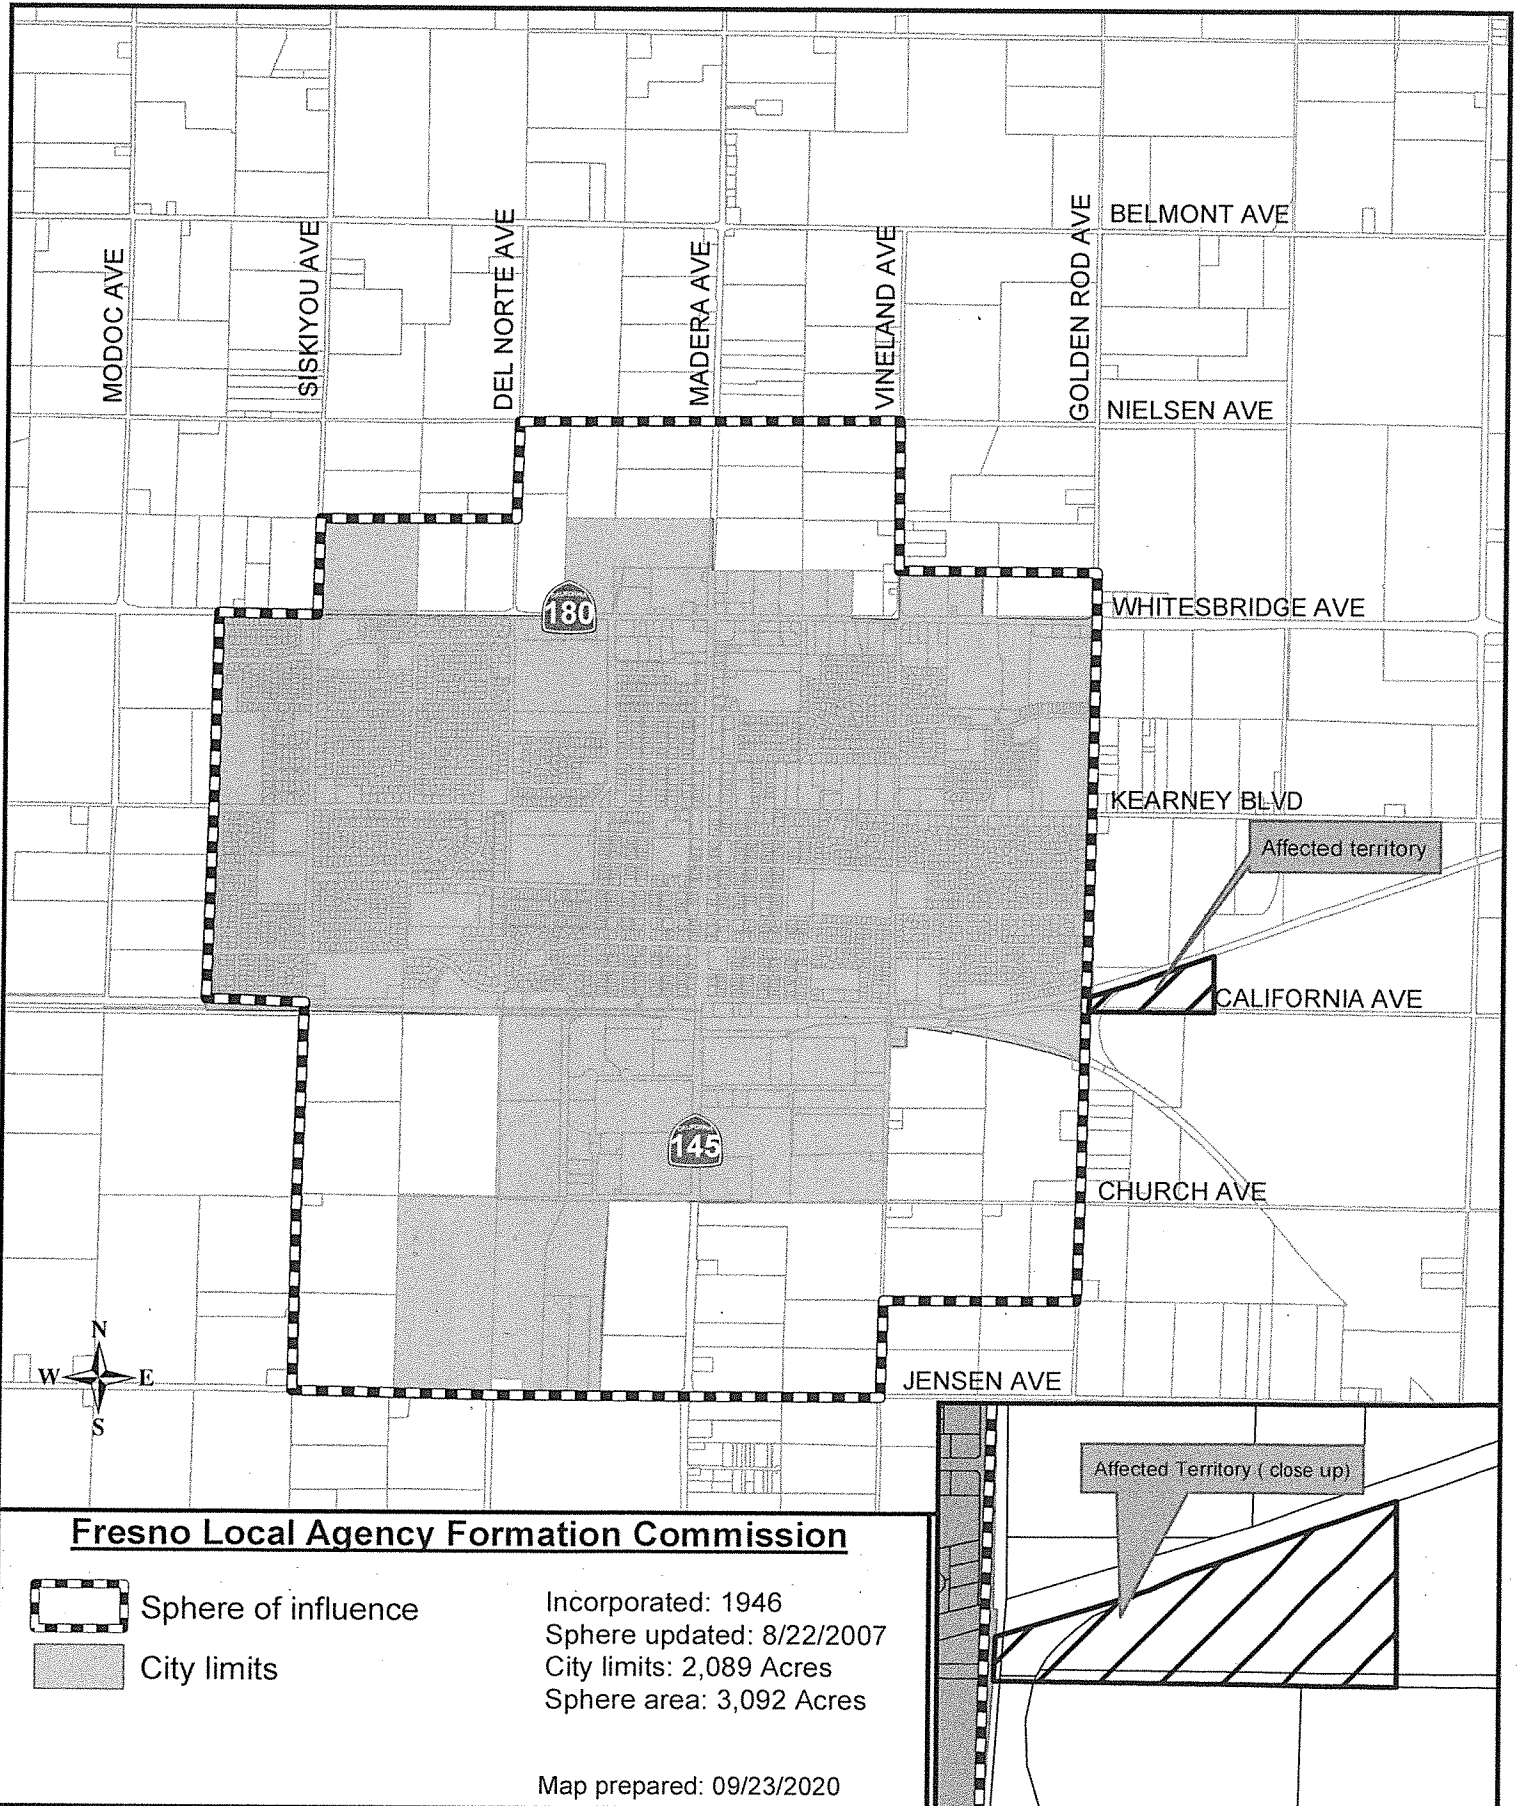 BELMONT AVE
MODOC AVE
SISKIYOU AVE
DEL NORTE AVE
MADERA AVE
VINELAND AVE
GOLDEN ROD AVE
NIELSEN AVE
180
WHITESBRIDGE AVE
KEARNEY BLVD
Affected territory
CALIFORNIA AVE
145
CHURCH AVE
N
W E
S
JENSEN AVE
Affected Territory ( close up)
Fresno Local Agency Formation Commission
Sphere of influence
City limits
Incorporated: 1946
Sphere updated: 8/22/2007
City limits: 2,089 Acres
Sphere area: 3,092 Acres
Map prepared: 09/23/2020